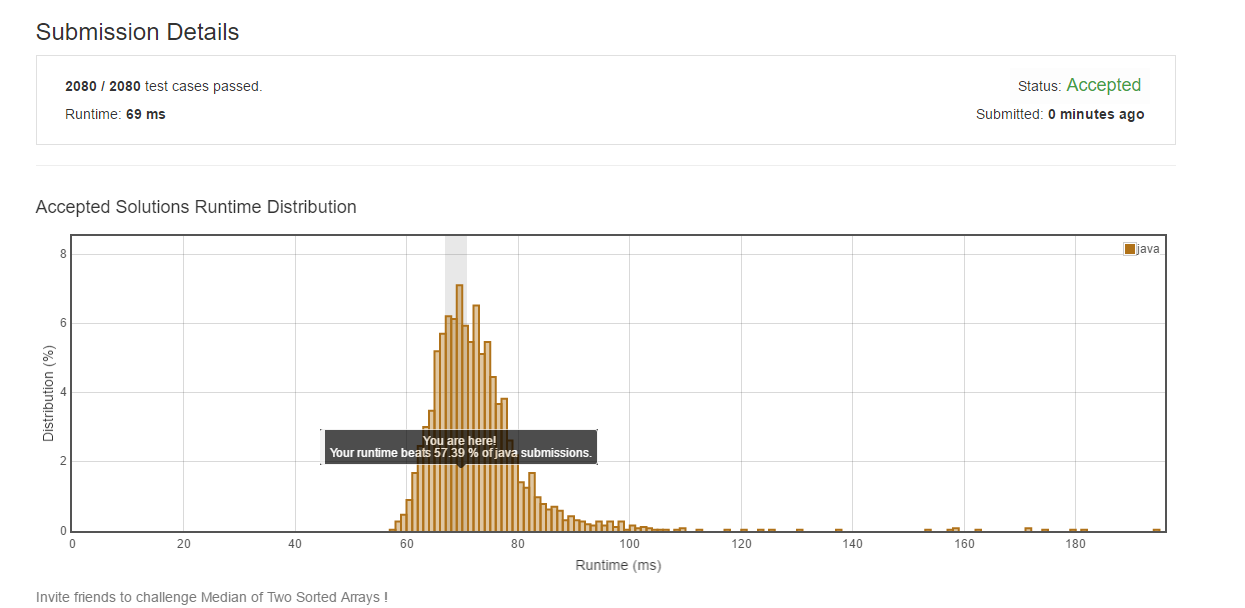 Submission Details
2080 / 2080 test cases passed.
Status: Accepted
Runtime: 69 ms
Submitted: 0 minutes ago
Accepted Solutions Runtime Distribution
java
8
6
4
2
0
Distribution (%)
You are here!
Your runtime beats 57.39 % of java submissions.
0 20 40 60 80 100 120 140 160 180
Runtime (ms)
Invite friends to challenge Median of Two Sorted Arrays !